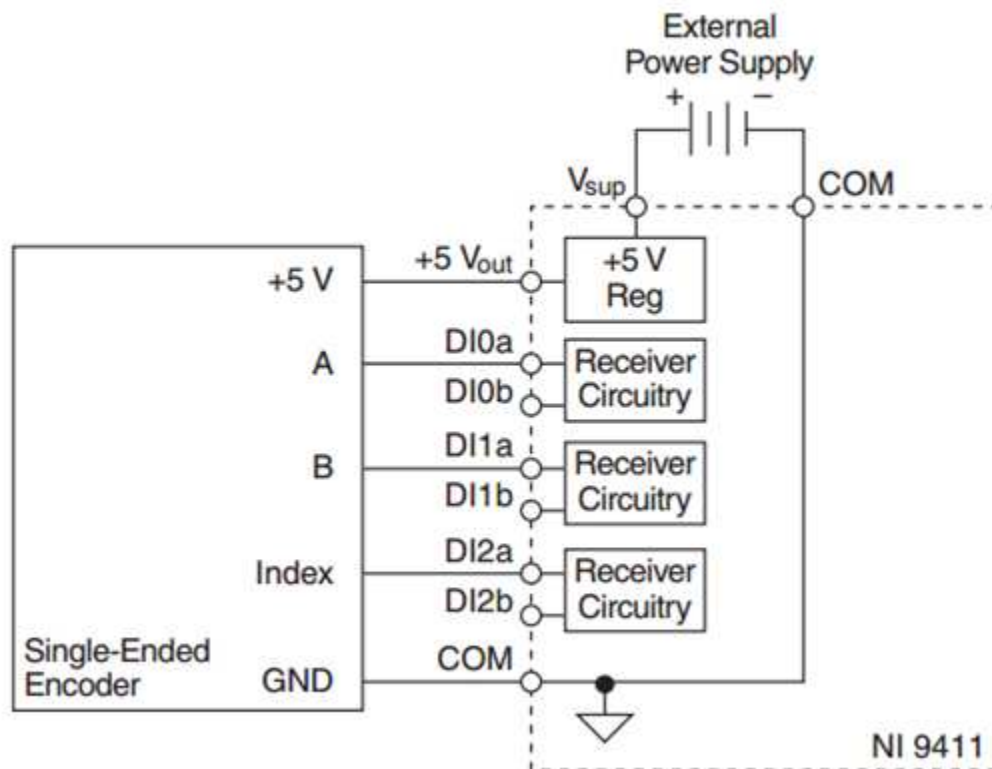 External
Power Supply
+ −
Vsup
COM
+5 V
+5 Vout
+5 V
Reg
A
DI0a
DI0b
Receiver
Circuitry
B
DI1a
DI1b
Receiver
Circuitry
Index
DI2a
DI2b
Receiver
Circuitry
Single-Ended
Encoder
GND
COM
NI 9411